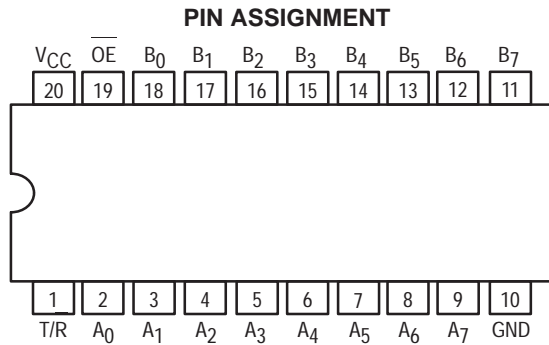 PIN ASSIGNMENT
V_CC O̅E̅ B₀ B₁ B₂ B₃ B₄ B₅ B₆ B₇
20 19 18 17 16 15 14 13 12 11
1 2 3 4 5 6 7 8 9 10
T/R̅ A₀ A₁ A₂ A₃ A₄ A₅ A₆ A₇ GND